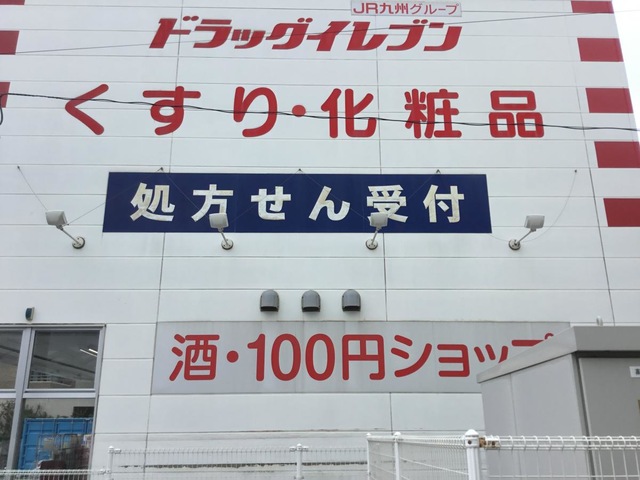 JR九州グループ
ドラッグイレブン
くすり・化粧品
処方せん受付
酒・100円ショップ